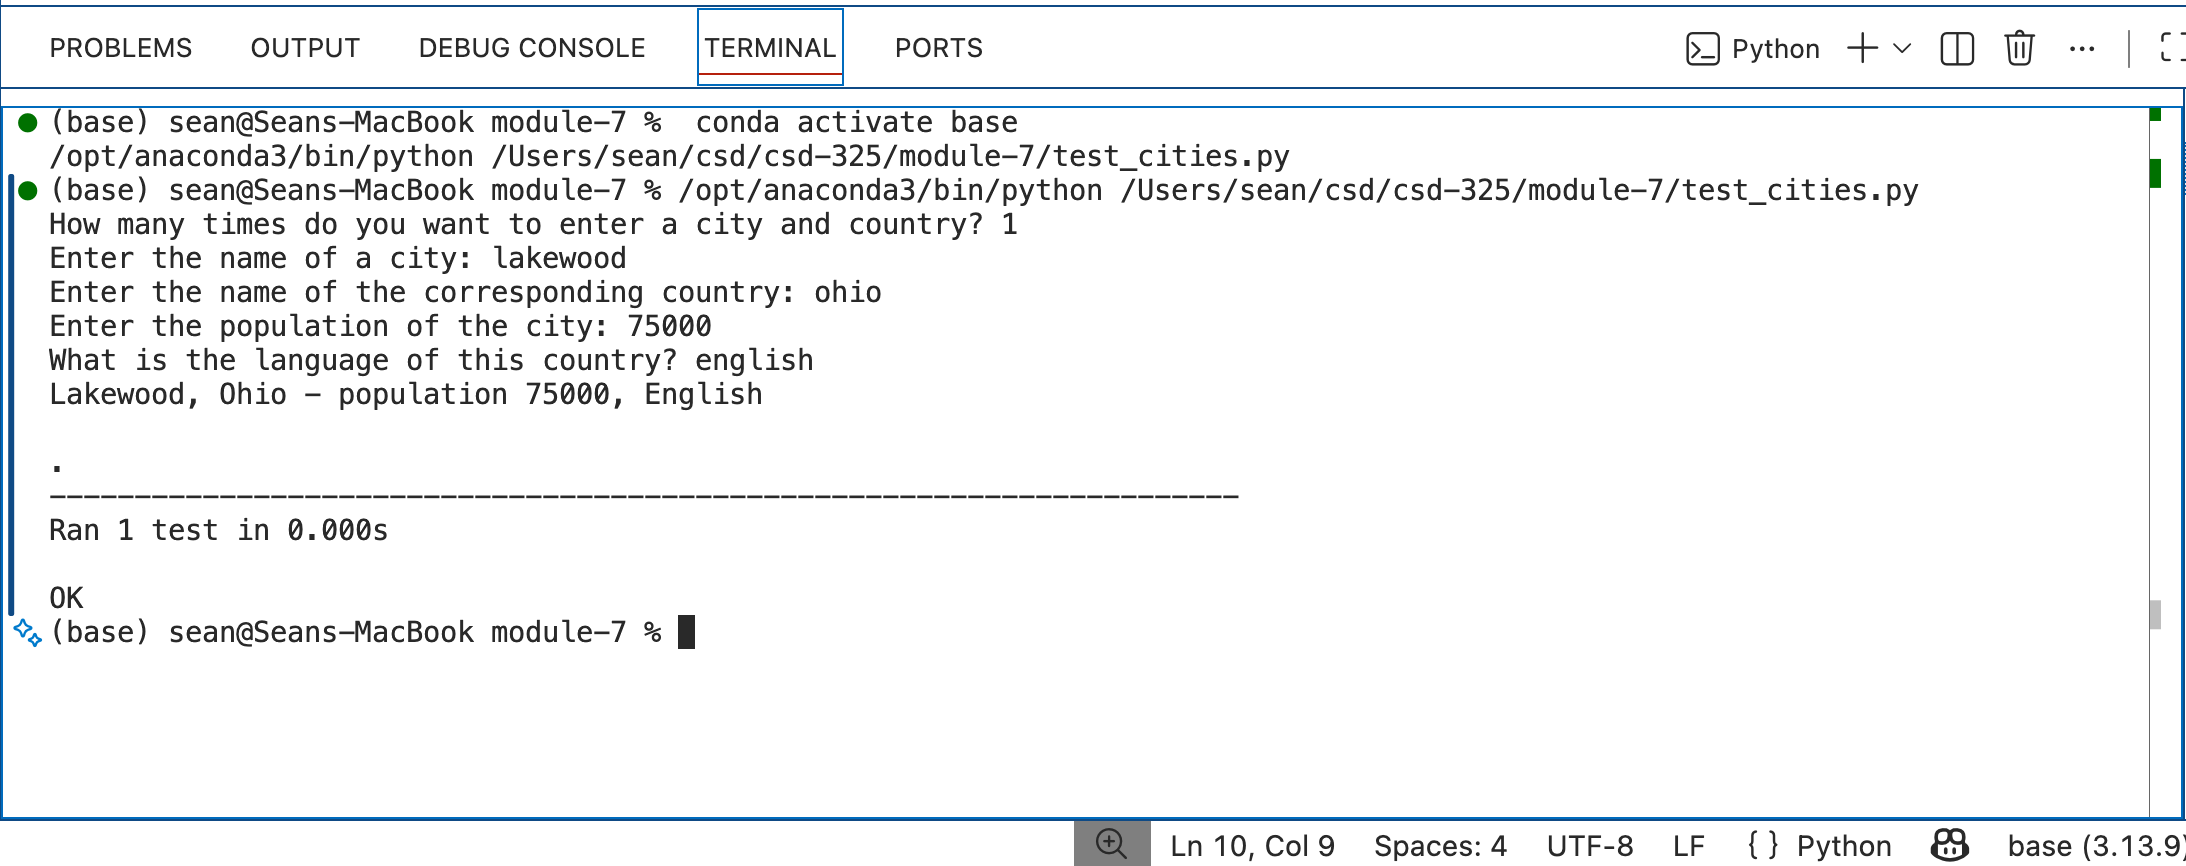 PROBLEMS OUTPUT DEBUG CONSOLE TERMINAL PORTS Python
(base) sean@Seans-MacBook module-7 %  conda activate base
/opt/anaconda3/bin/python /Users/sean/csd/csd-325/module-7/test_cities.py
(base) sean@Seans-MacBook module-7 % /opt/anaconda3/bin/python /Users/sean/csd/csd-325/module-7/test_cities.py
How many times do you want to enter a city and country? 1
Enter the name of a city: lakewood
Enter the name of the corresponding country: ohio
Enter the population of the city: 75000
What is the language of this country? english
Lakewood, Ohio - population 75000, English
.
----------------------------------------------------------------------
Ran 1 test in 0.000s
OK
(base) sean@Seans-MacBook module-7 %
Ln 10, Col 9 Spaces: 4 UTF-8 LF {} Python base (3.13.9)